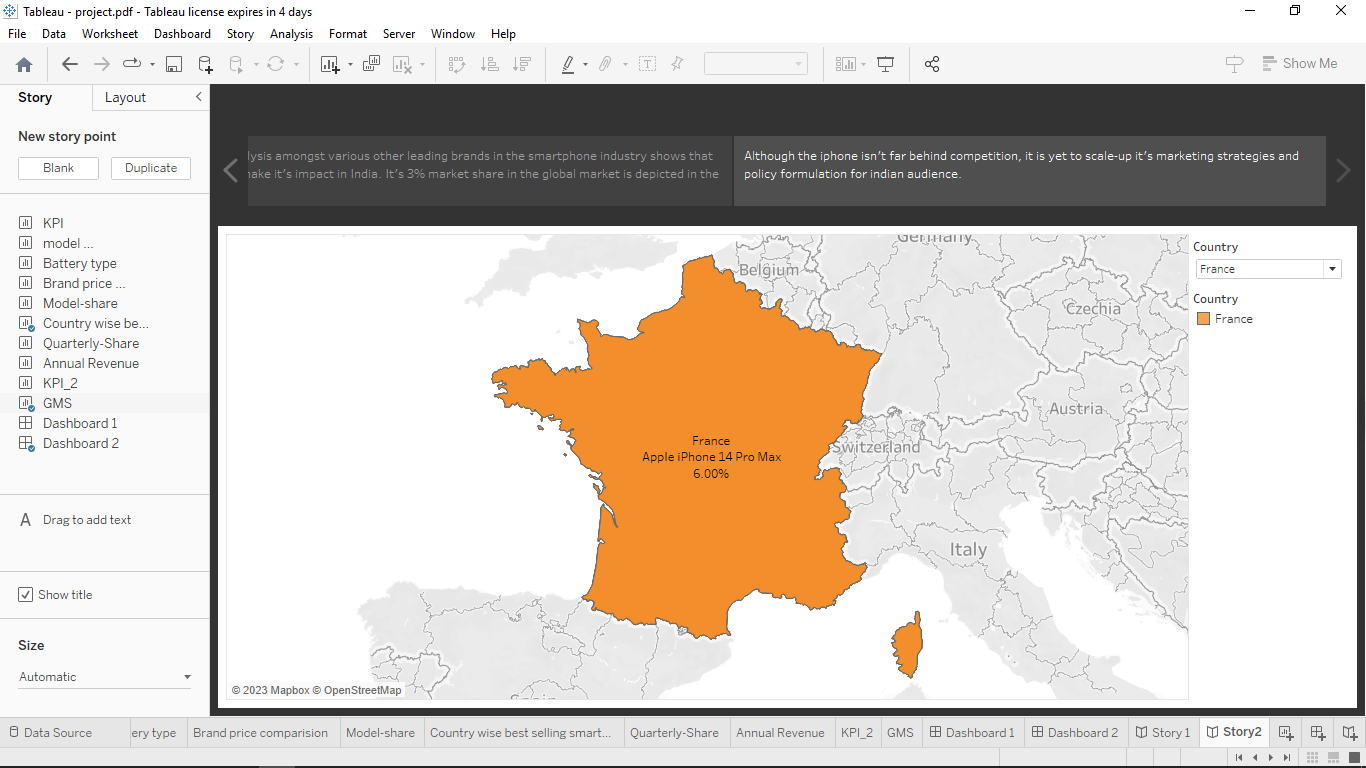 Tableau - project.pdf - Tableau license expires in 4 days
File Data Worksheet Dashboard Story Analysis Format Server Window Help
Show Me
Story Layout
New story point
Blank Duplicate
KPI
model ...
Battery type
Brand price ...
Model-share
Country wise be...
Quarterly-Share
Annual Revenue
KPI_2
GMS
Dashboard 1
Dashboard 2
A Drag to add text
Show title
Size
Automatic
lysis amongst various other leading brands in the smartphone industry shows that
make it's impact in India. It's 3% market share in the global market is depicted in the
Although the iphone isn't far behind competition, it is yet to scale-up it's marketing strategies and
policy formulation for indian audience.
Germany
Belgium
Czechia
Austria
Switzerland
Italy
Spain
France
Apple iPhone 14 Pro Max
6.00%
© 2023 Mapbox © OpenStreetMap
Country
France
Country
France
Data Source ery type Brand price comparision Model-share Country wise best selling smart... Quarterly-Share Annual Revenue KPI_2 GMS Dashboard 1 Dashboard 2 Story 1 Story2